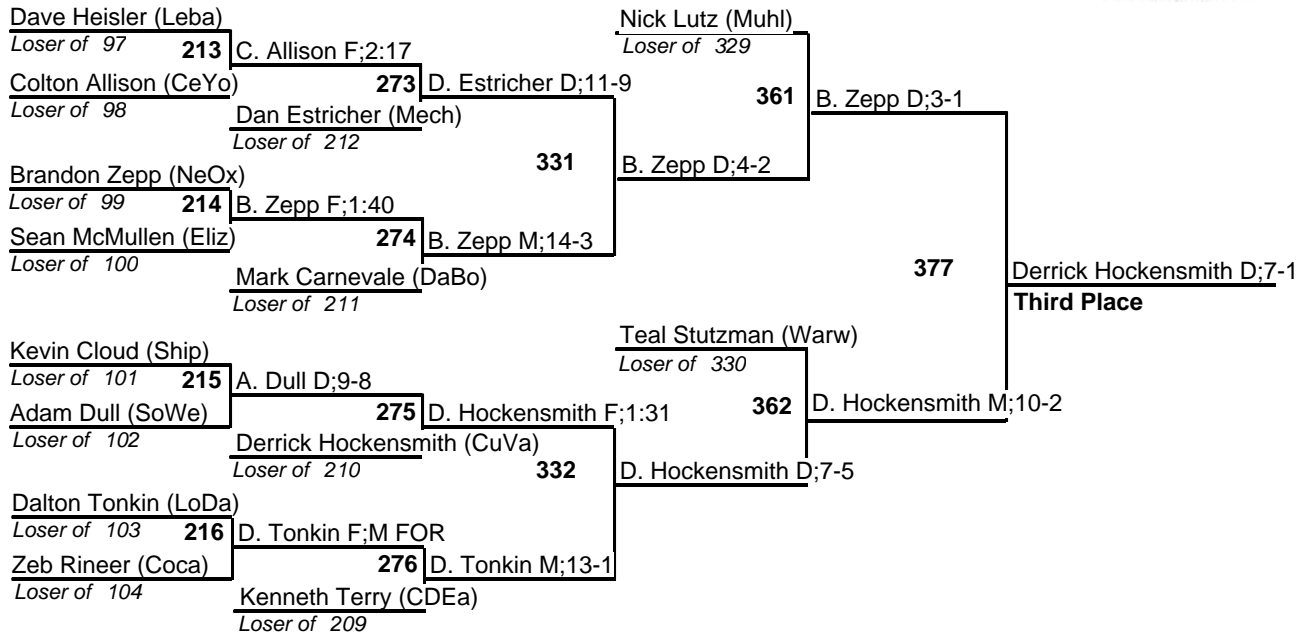 Dave Heisler (Leba)
Loser of 97
213
C. Allison F;2:17
Colton Allison (CeYo)
Loser of 98
273
D. Estricher D;11-9
Dan Estricher (Mech)
Loser of 212
331
Brandon Zepp (NeOx)
Loser of 99
214
B. Zepp F;1:40
Sean McMullen (Eliz)
Loser of 100
274
B. Zepp M;14-3
Mark Carnevale (DaBo)
Loser of 211
Nick Lutz (Muhl)
Loser of 329
361
B. Zepp D;3-1
B. Zepp D;4-2
377
Derrick Hockensmith D;7-1
Third Place
Kevin Cloud (Ship)
Loser of 101
215
A. Dull D;9-8
Adam Dull (SoWe)
Loser of 102
275
D. Hockensmith F;1:31
Derrick Hockensmith (CuVa)
Loser of 210
332
Teal Stutzman (Warw)
Loser of 330
362
D. Hockensmith M;10-2
D. Hockensmith D;7-5
Dalton Tonkin (LoDa)
Loser of 103
216
D. Tonkin F;M FOR
Zeb Rineer (Coca)
Loser of 104
276
D. Tonkin M;13-1
Kenneth Terry (CDEa)
Loser of 209